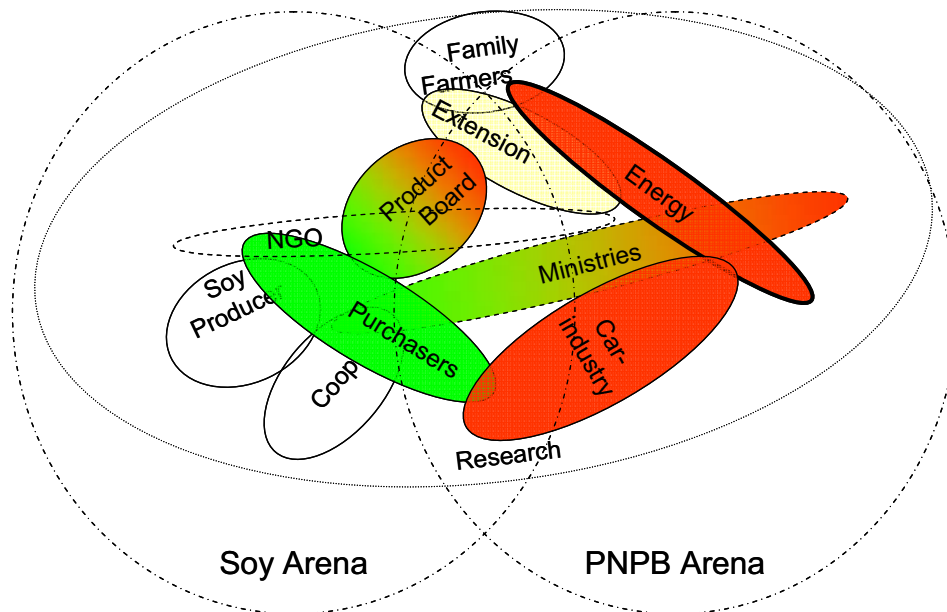 Family
Farmers
Extension
Energy
Product
Board
NGO
Ministries
Soy
Producer
Purchasers
Car-
industry
Coop
Research
Soy Arena
PNPB Arena